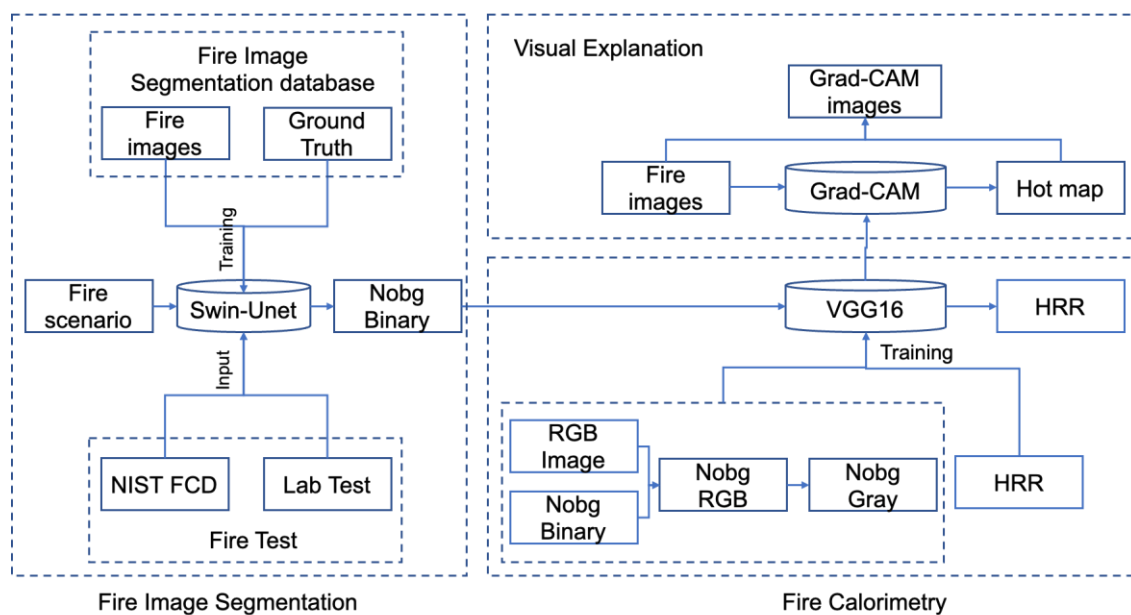 Fire Image
Segmentation database
Fire
images
Ground
Truth
Training
Fire
scenario
Swin-Unet
Nobg
Binary
Input
NIST FCD
Lab Test
Fire Test
Fire Image Segmentation
Visual Explanation
Grad-CAM
images
Fire
images
Grad-CAM
Hot map
VGG16
HRR
Training
RGB
Image
Nobg
Binary
Nobg
RGB
Nobg
Gray
HRR
Fire Calorimetry